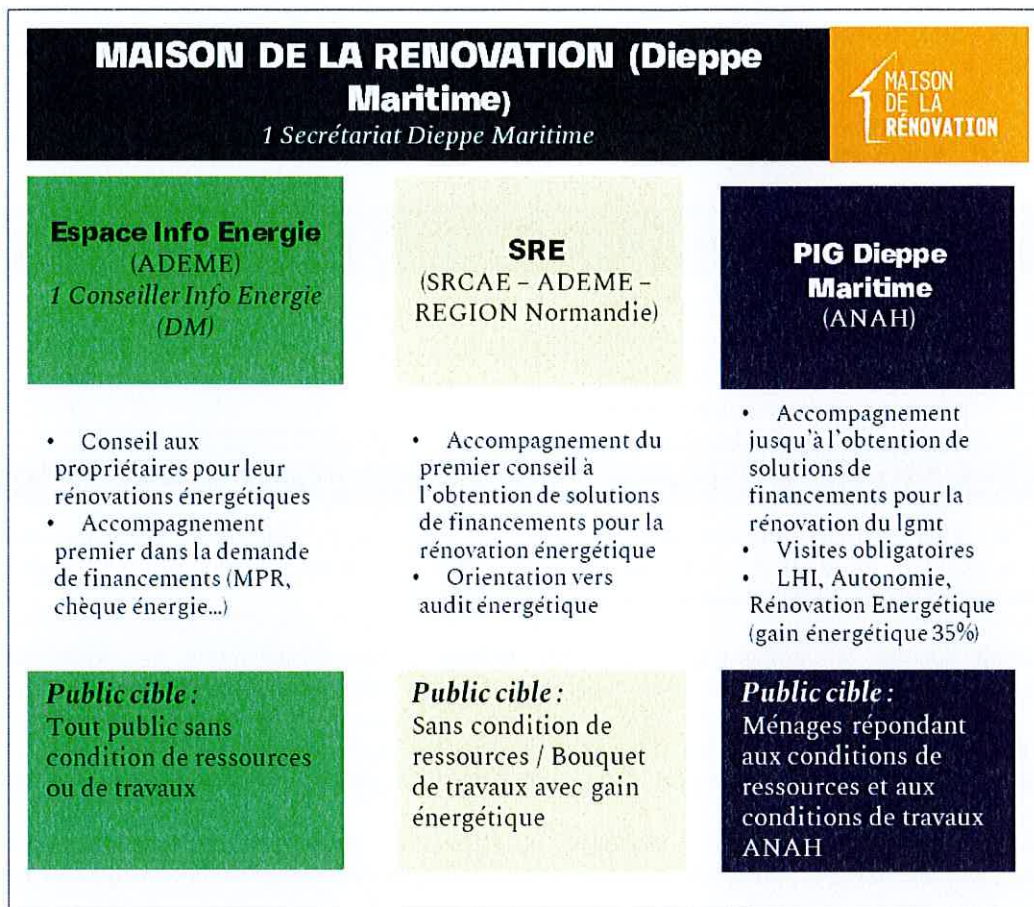 MAISON DE LA RENOVATION (Dieppe
Maritime)
1 Secrétariat Dieppe Maritime
MAISON
DE LA
RÉNOVATION
Espace Info Energie
(ADEME)
1 Conseiller Info Energie
(DM)
SRE
(SRCAE – ADEME –
REGION Normandie)
PIG Dieppe
Maritime
(ANAH)
• Conseil aux
propriétaires pour leur
rénovations énergétiques
• Accompagnement
premier dans la demande
de financements (MPR,
chèque énergie...)
• Accompagnement du
premier conseil à
l'obtention de solutions
de financements pour la
rénovation énergétique
• Orientation vers
audit énergétique
• Accompagnement
jusqu'à l'obtention de
solutions de
financements pour la
rénovation du lgmt
• Visites obligatoires
• LHI, Autonomie,
Rénovation Energétique
(gain énergétique 35%)
Public cible :
Tout public sans
condition de ressources
ou de travaux
Public cible :
Sans condition de
ressources / Bouquet
de travaux avec gain
énergétique
Public cible :
Ménages répondant
aux conditions de
ressources et aux
conditions de travaux
ANAH